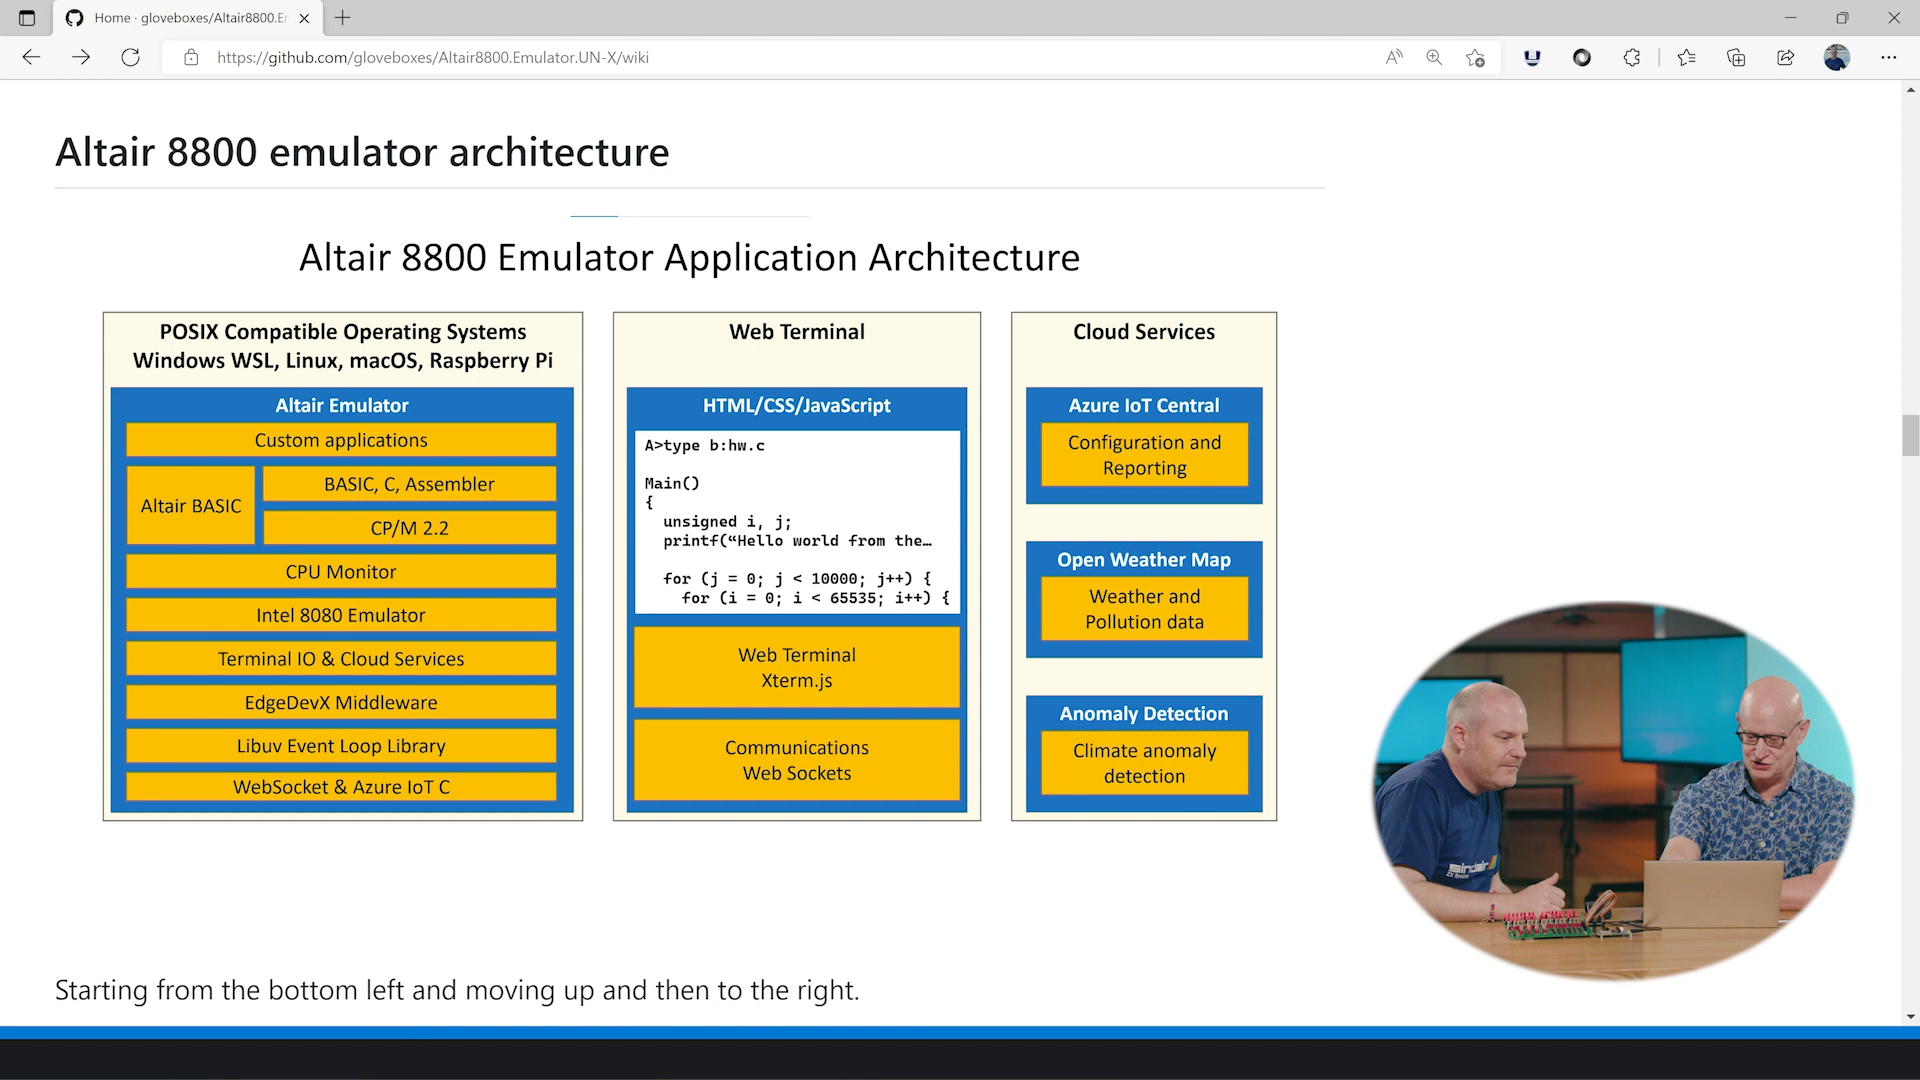 Home · gloveboxes/Altair8800.E
https://github.com/gloveboxes/Altair8800.Emulator.UN-X/wiki
Altair 8800 emulator architecture
Altair 8800 Emulator Application Architecture
POSIX Compatible Operating Systems
Windows WSL, Linux, macOS, Raspberry Pi
Altair Emulator
Custom applications
Altair BASIC
BASIC, C, Assembler
CP/M 2.2
CPU Monitor
Intel 8080 Emulator
Terminal IO & Cloud Services
EdgeDevX Middleware
Libuv Event Loop Library
WebSocket & Azure IoT C
Web Terminal
HTML/CSS/JavaScript
A>type b:hw.c
Main()
{
unsigned i, j;
printf(“Hello world from the…
for (j = 0; j < 10000; j++) {
for (i = 0; i < 65535; i++) {
Web Terminal
Xterm.js
Communications
Web Sockets
Cloud Services
Azure IoT Central
Configuration and
Reporting
Open Weather Map
Weather and
Pollution data
Anomaly Detection
Climate anomaly
detection
sinclair
Starting from the bottom left and moving up and then to the right.